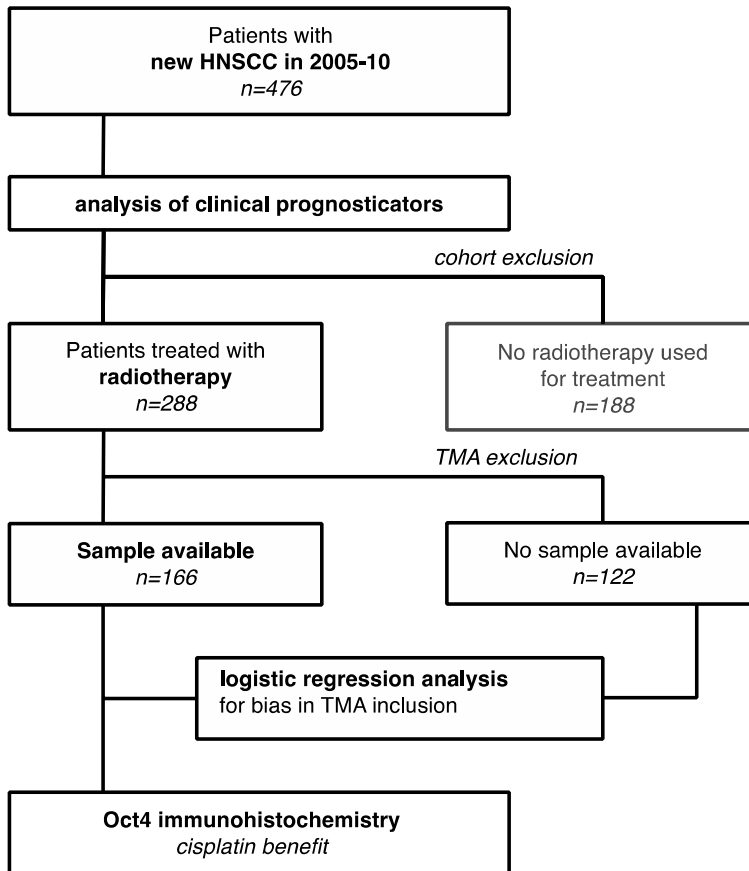 Patients with
new HNSCC in 2005-10
n=476
analysis of clinical prognosticators
cohort exclusion
Patients treated with
radiotherapy
n=288
No radiotherapy used
for treatment
n=188
TMA exclusion
Sample available
n=166
No sample available
n=122
logistic regression analysis
for bias in TMA inclusion
Oct4 immunohistochemistry
cisplatin benefit